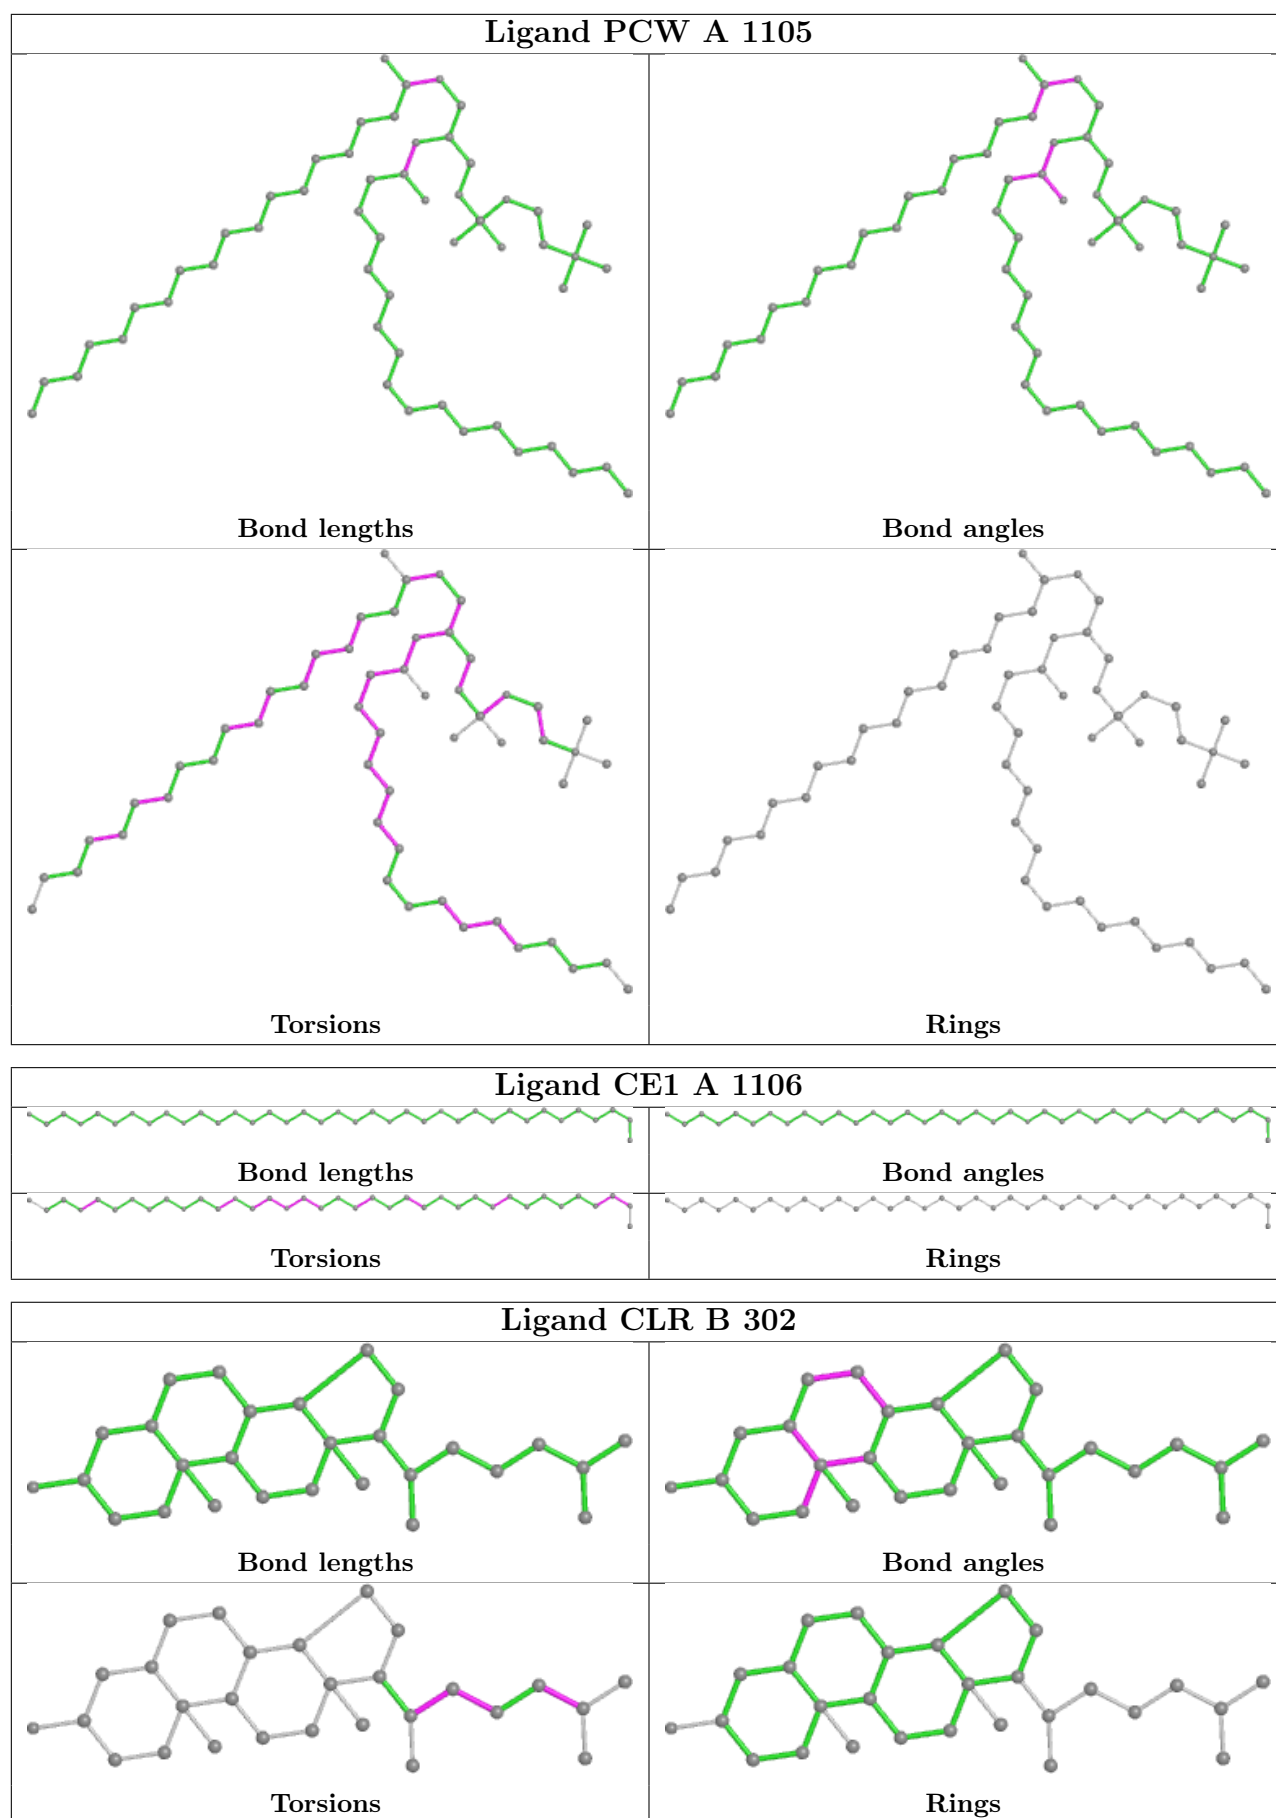 Ligand PCW A 1105
Bond lengths
Bond angles
Torsions
Rings
Ligand CE1 A 1106
Bond lengths
Bond angles
Torsions
Rings
Ligand CLR B 302
Bond lengths
Bond angles
Torsions
Rings